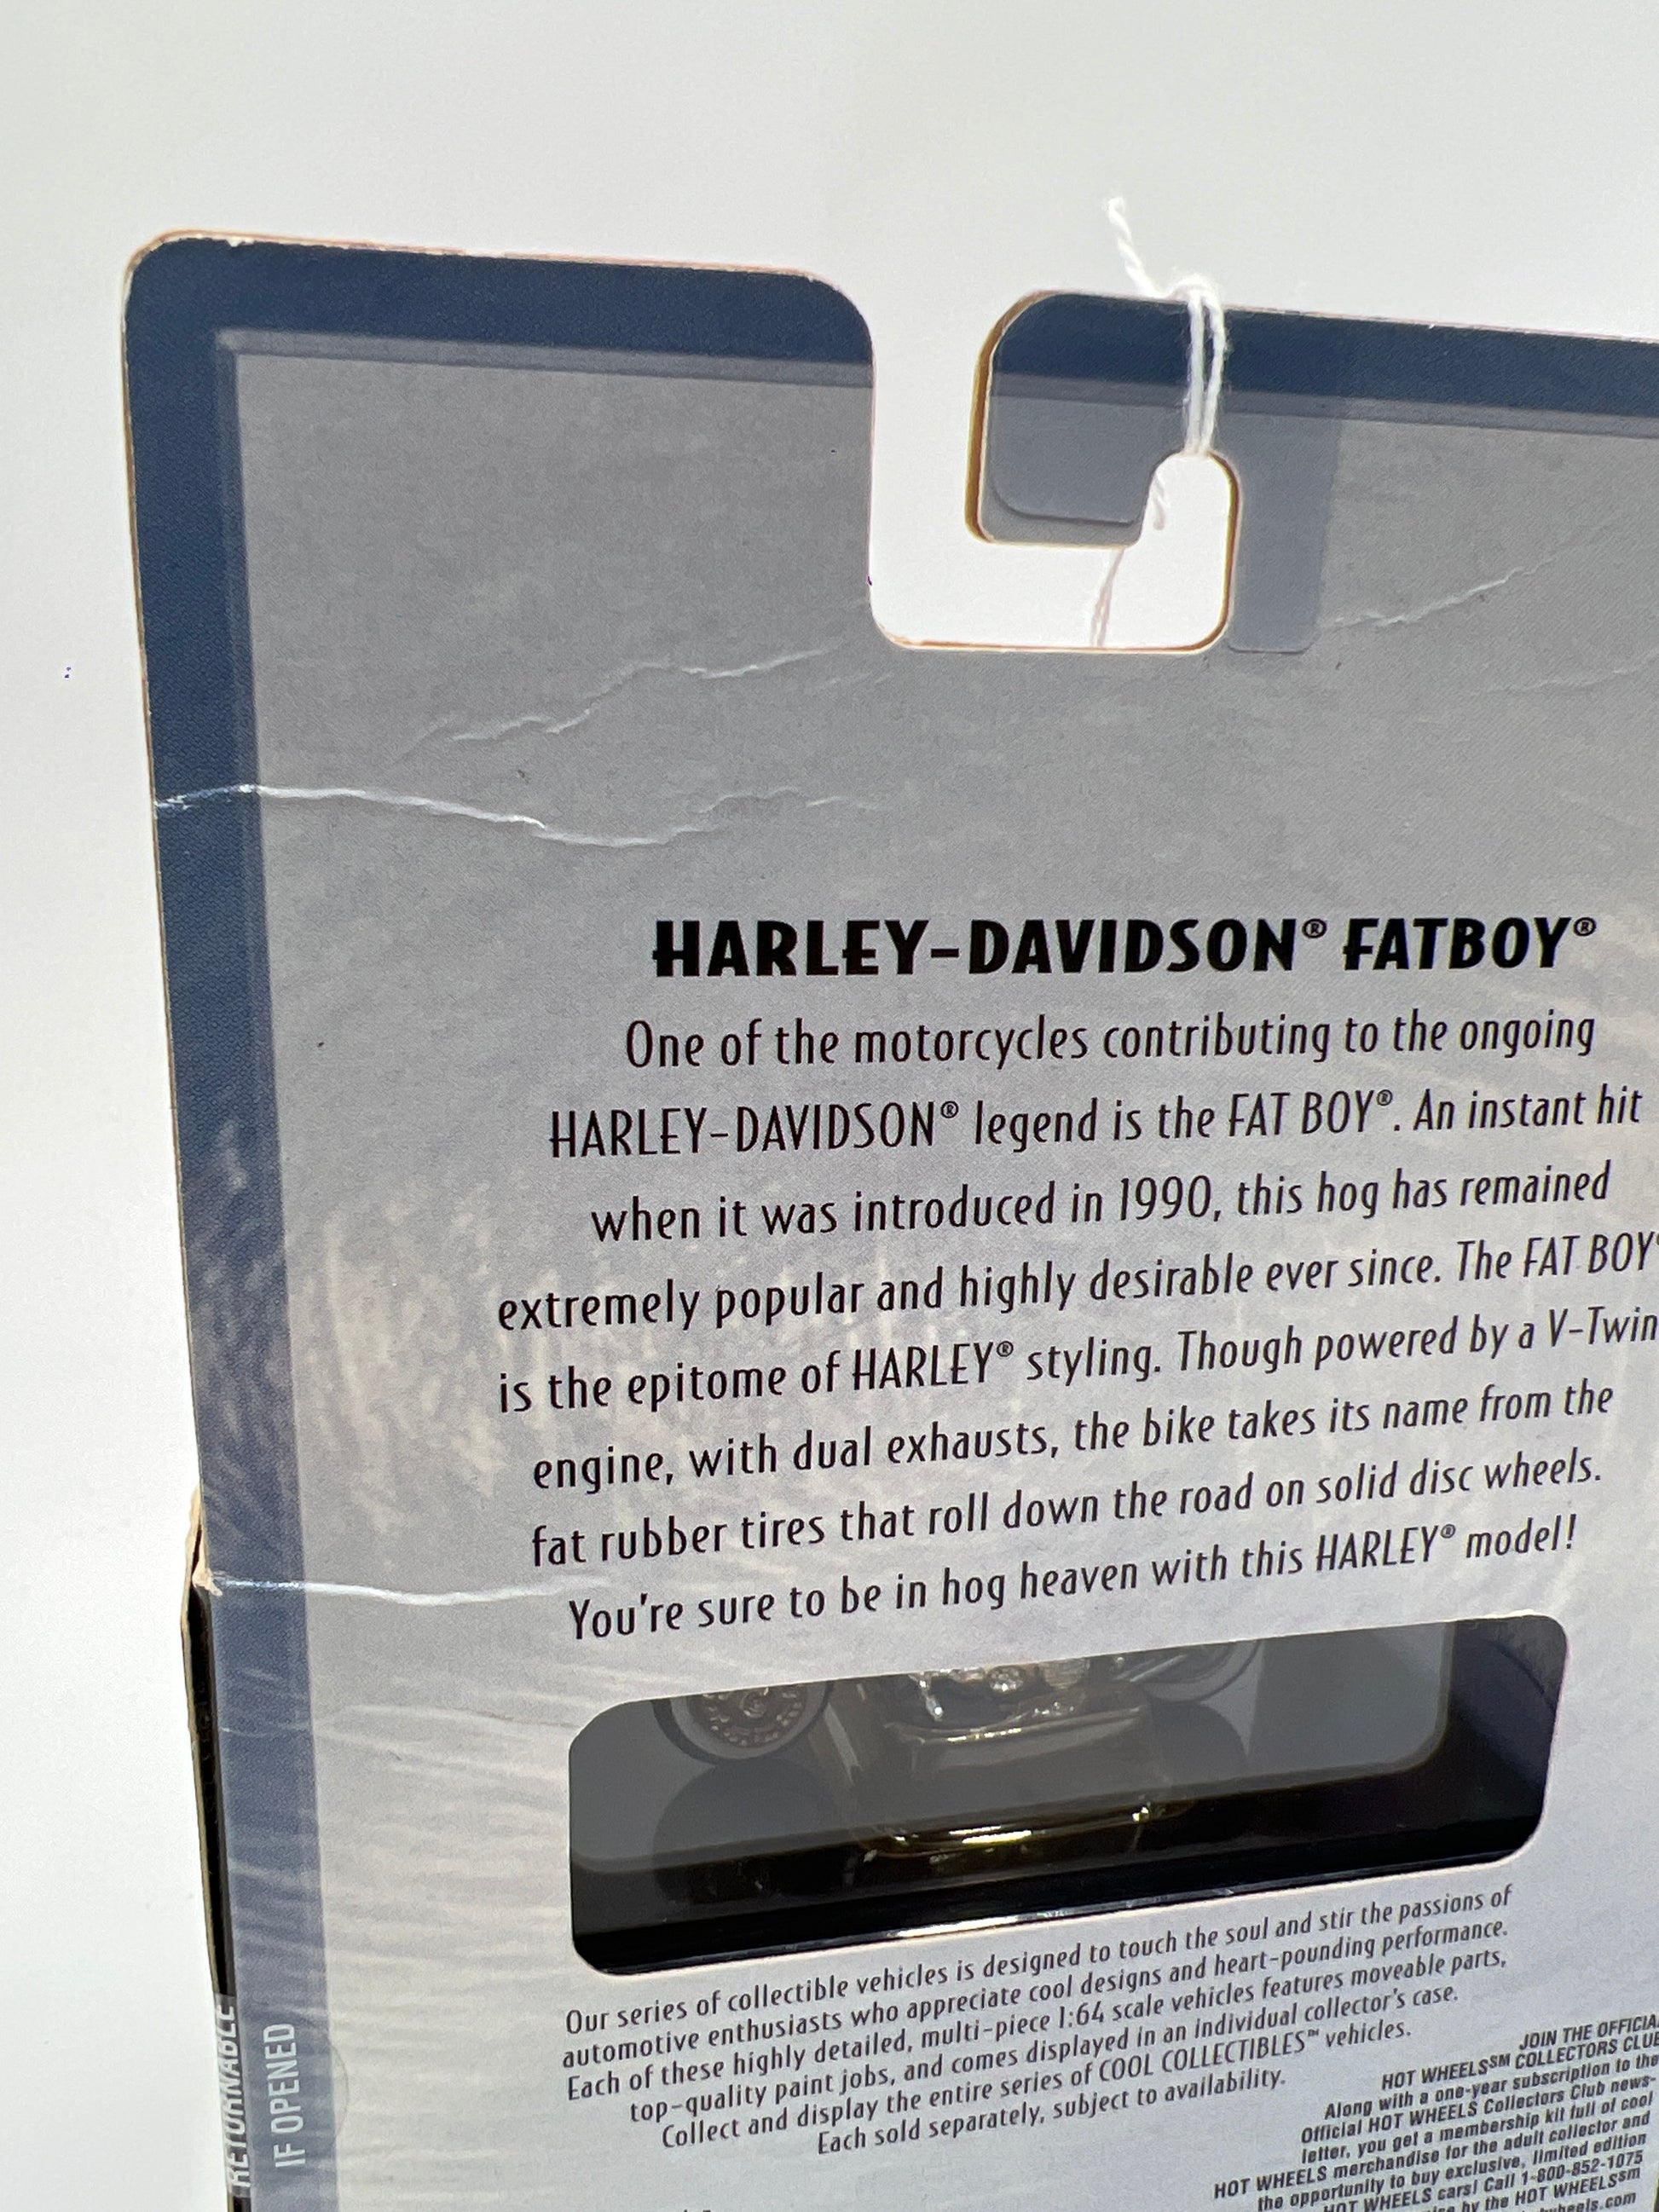 HARLEY-DAVIDSON® FATBOY®
One of the motorcycles contributing to the ongoing
HARLEY-DAVIDSON® legend is the FAT BOY®. An instant hit
when it was introduced in 1990, this hog has remained
extremely popular and highly desirable ever since. The FAT BOY®
is the epitome of HARLEY® styling. Though powered by a V-Twin
engine, with dual exhausts, the bike takes its name from the
fat rubber tires that roll down the road on solid disc wheels.
You're sure to be in hog heaven with this HARLEY® model!
Our series of collectible vehicles is designed to touch the soul and stir the passions of
automotive enthusiasts who appreciate cool designs and heart-pounding performance.
Each of these highly detailed, multi-piece 1:64 scale vehicles features moveable parts,
top-quality paint jobs, and comes displayed in an individual collector's case.
Collect and display the entire series of COOL COLLECTIBLES™ vehicles.
Each sold separately, subject to availability.
RETURNABLE
IF OPENED
JOIN THE OFFICIAL
HOT WHEELS℠ COLLECTORS CLUB
Along with a one-year subscription to the
Official HOT WHEELS Collectors Club news-
letter, you get a membership kit full of cool
HOT WHEELS merchandise for the adult collector and
the opportunity to buy exclusive, limited edition
HOT WHEELS cars! Call 1-800-852-1075
by the HOT WHEELS℠